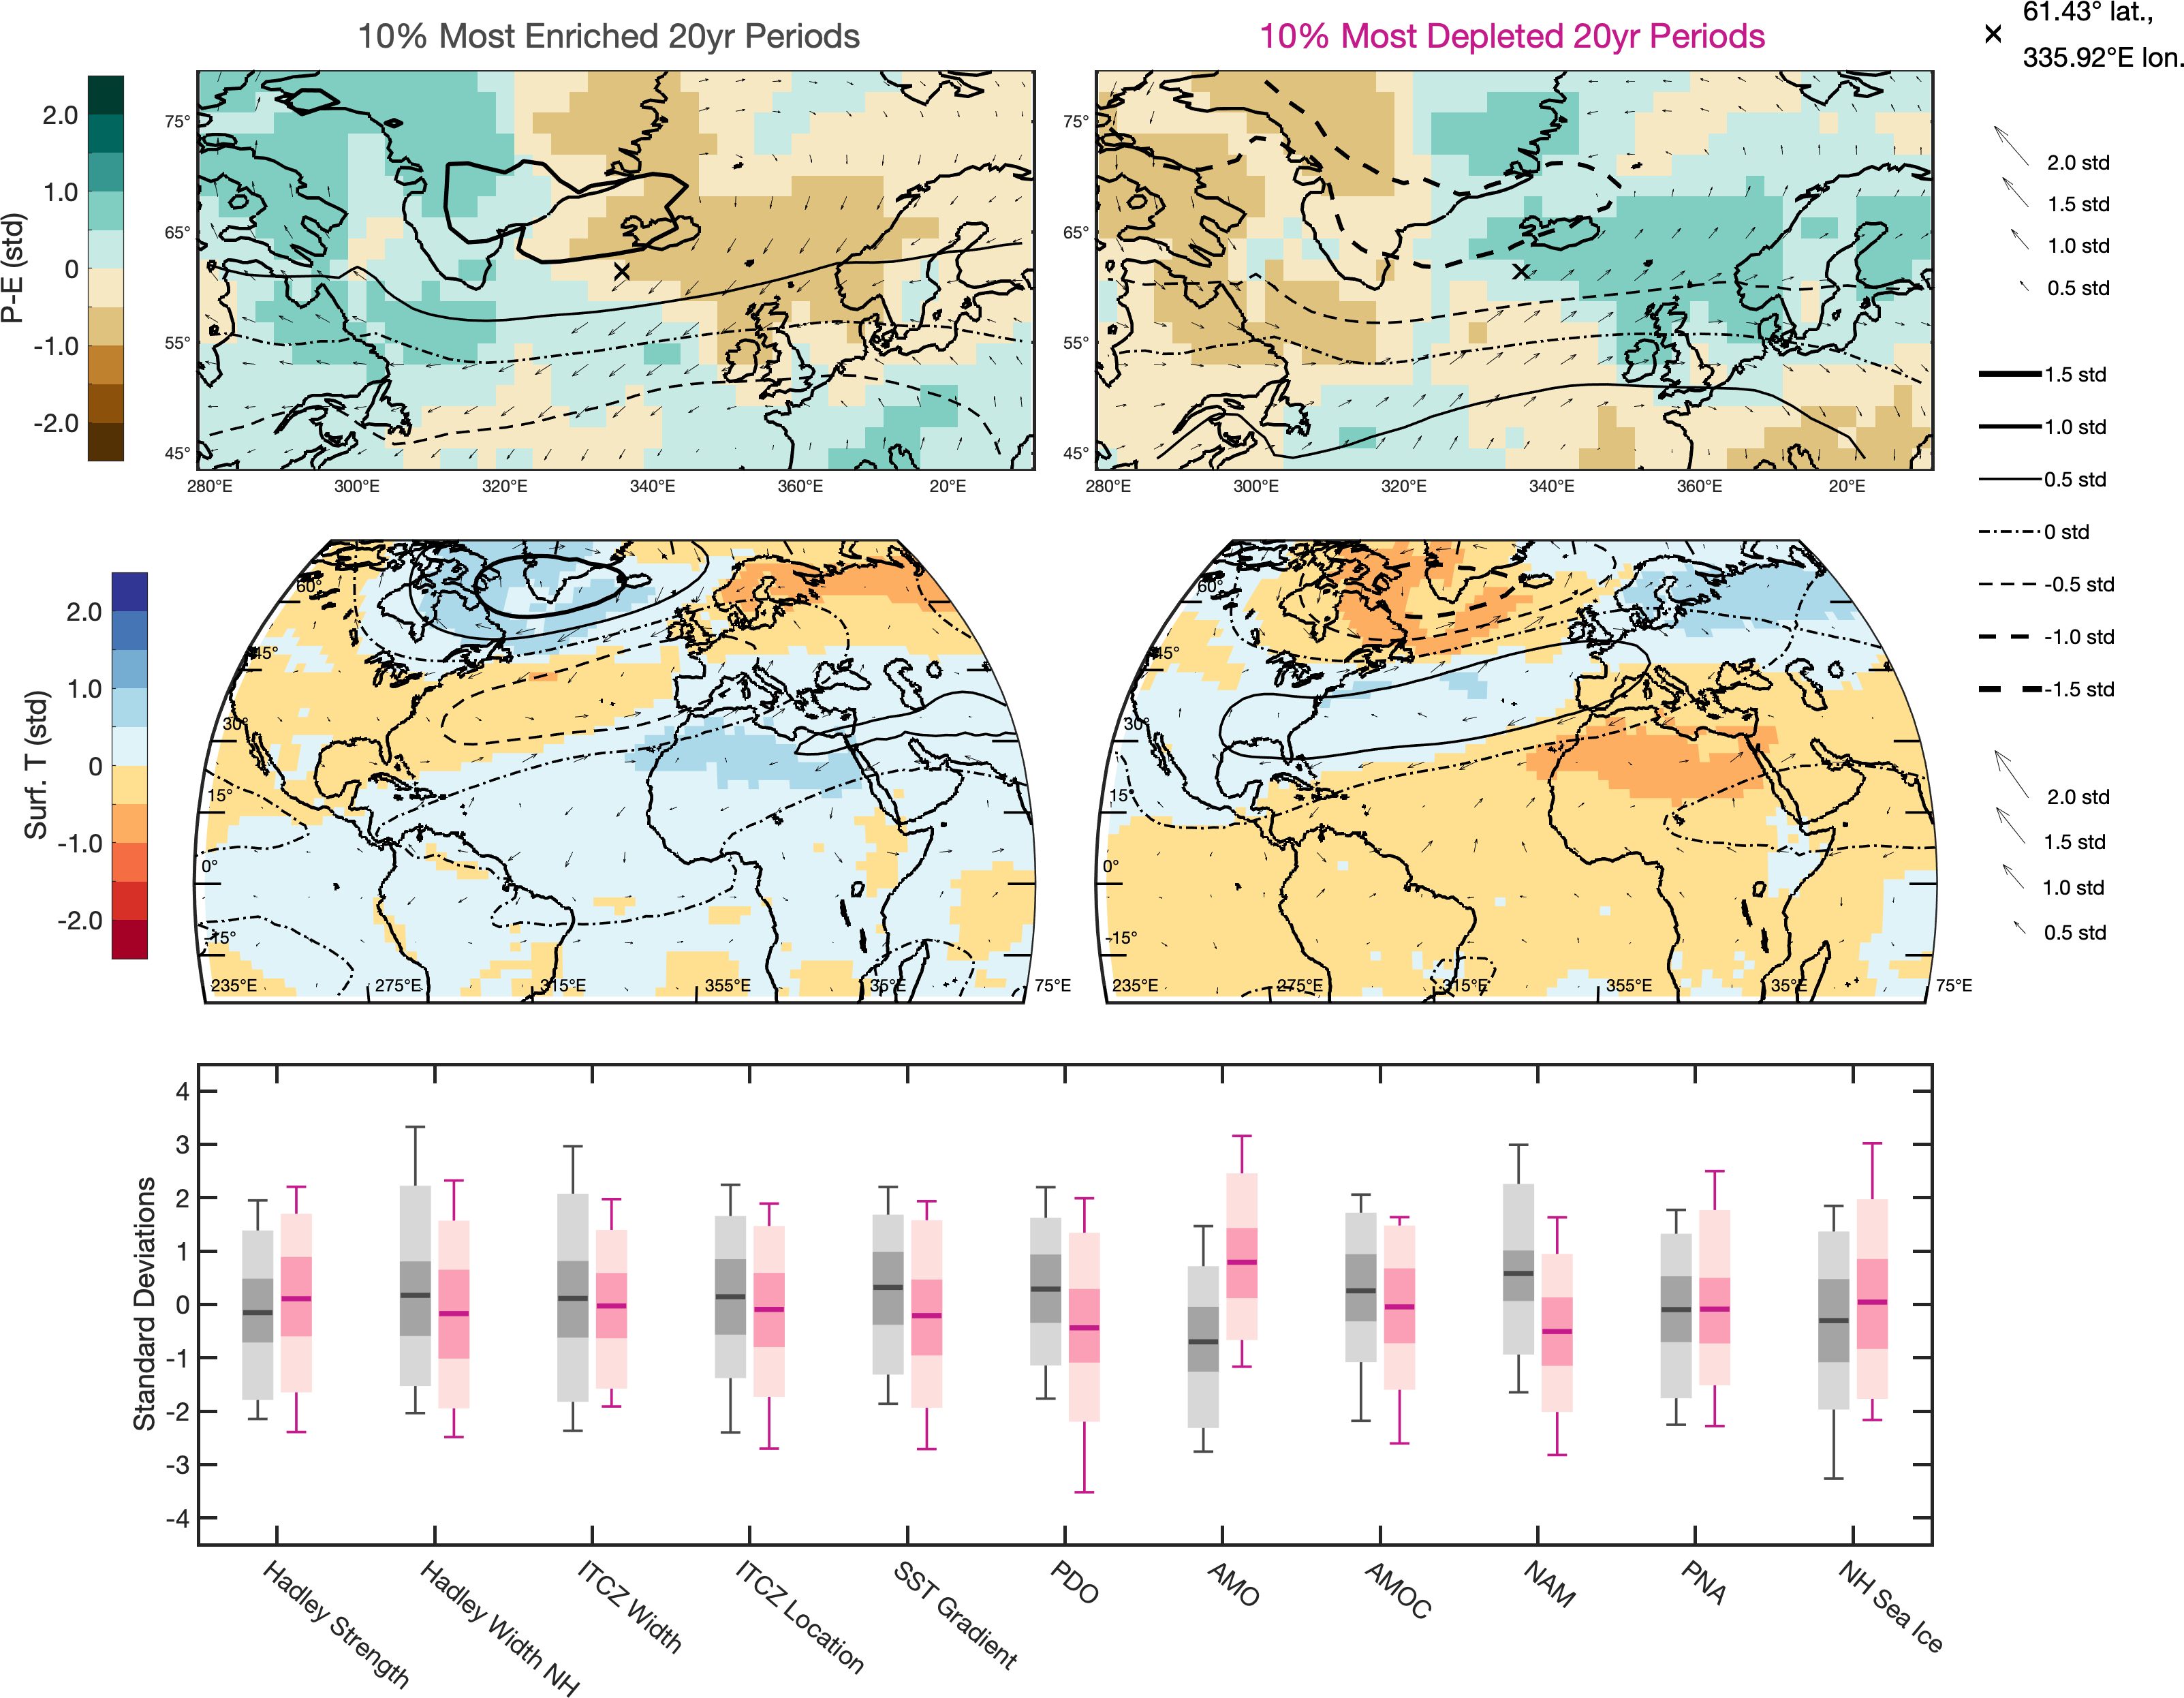 10% Most Enriched 20yr Periods
10% Most Depleted 20yr Periods
61.43° lat.,
335.92°E lon.
P-E (std)
2.0
1.0
0
-1.0
-2.0
75°
65°
55°
45°
280°E 300°E 320°E 340°E 360°E 20°E
75°
65°
55°
45°
280°E 300°E 320°E 340°E 360°E 20°E
2.0 std
1.5 std
1.0 std
0.5 std
1.5 std
1.0 std
0.5 std
0 std
-0.5 std
-1.0 std
-1.5 std
Surf. T (std)
2.0
1.0
0
-1.0
-2.0
60°
45°
30°
15°
0°
-15°
235°E 275°E 315°E 355°E 35°E 75°E
60°
45°
30°
15°
0°
-15°
235°E 275°E 315°E 355°E 35°E 75°E
2.0 std
1.5 std
1.0 std
0.5 std
Standard Deviations
4
3
2
1
0
-1
-2
-3
-4
Hadley Strength
Hadley Width NH
ITCZ Width
ITCZ Location
SST Gradient
PDO
AMO
AMOC
NAM
PNA
NH Sea Ice